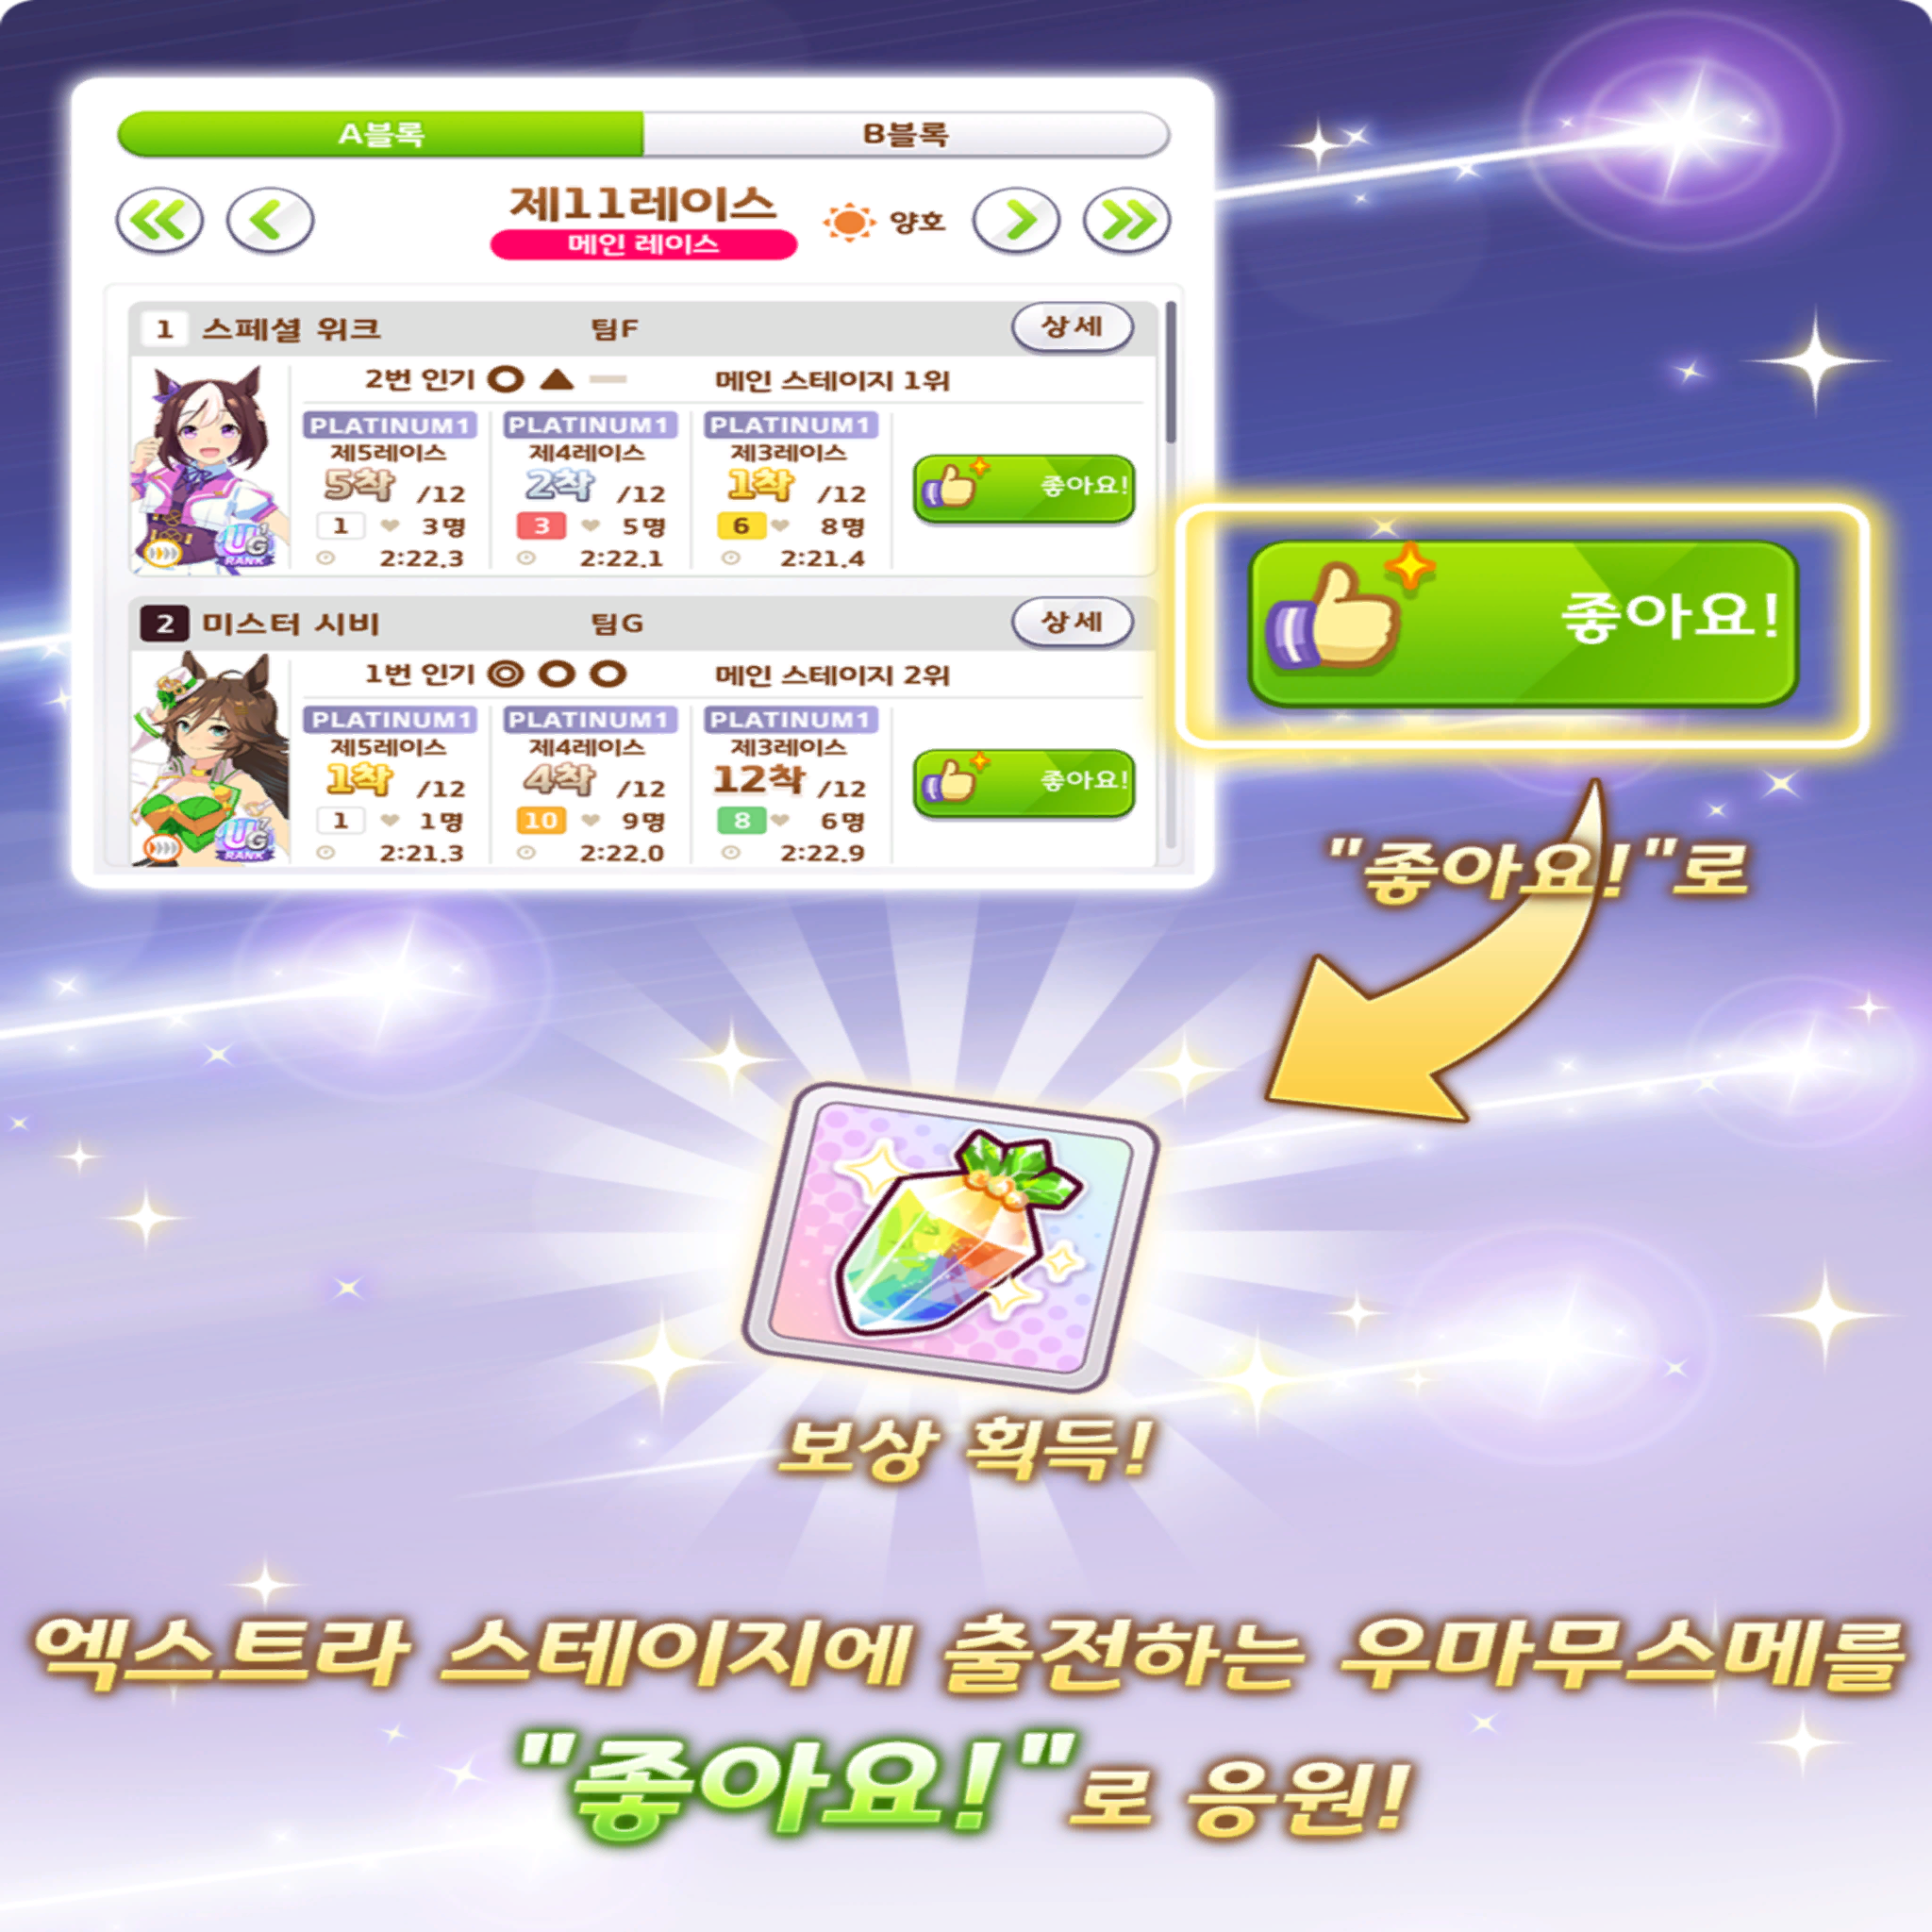 A블록 B블록
제11레이스
메인 레이스
양호
1 스페셜 위크 팀F 상세
2번 인기 메인 스테이지 1위
PLATINUM1 PLATINUM1 PLATINUM1
제5레이스 제4레이스 제3레이스
5착 /12 2착 /12 1착 /12
좋아요!
1 3명 3 5명 6 8명
2:22.3 2:22.1 2:21.4
UG1
RANK
2 미스터 시비 팀G 상세
1번 인기 메인 스테이지 2위
PLATINUM1 PLATINUM1 PLATINUM1
제5레이스 제4레이스 제3레이스
1착 /12 4착 /12 12착 /12
좋아요!
1 1명 10 9명 8 6명
2:21.3 2:22.0 2:22.9
UG7
RANK
좋아요!
"좋아요!"로
보상 획득!
엑스트라 스테이지에 출전하는 우마무스메를
"좋아요!"로 응원!